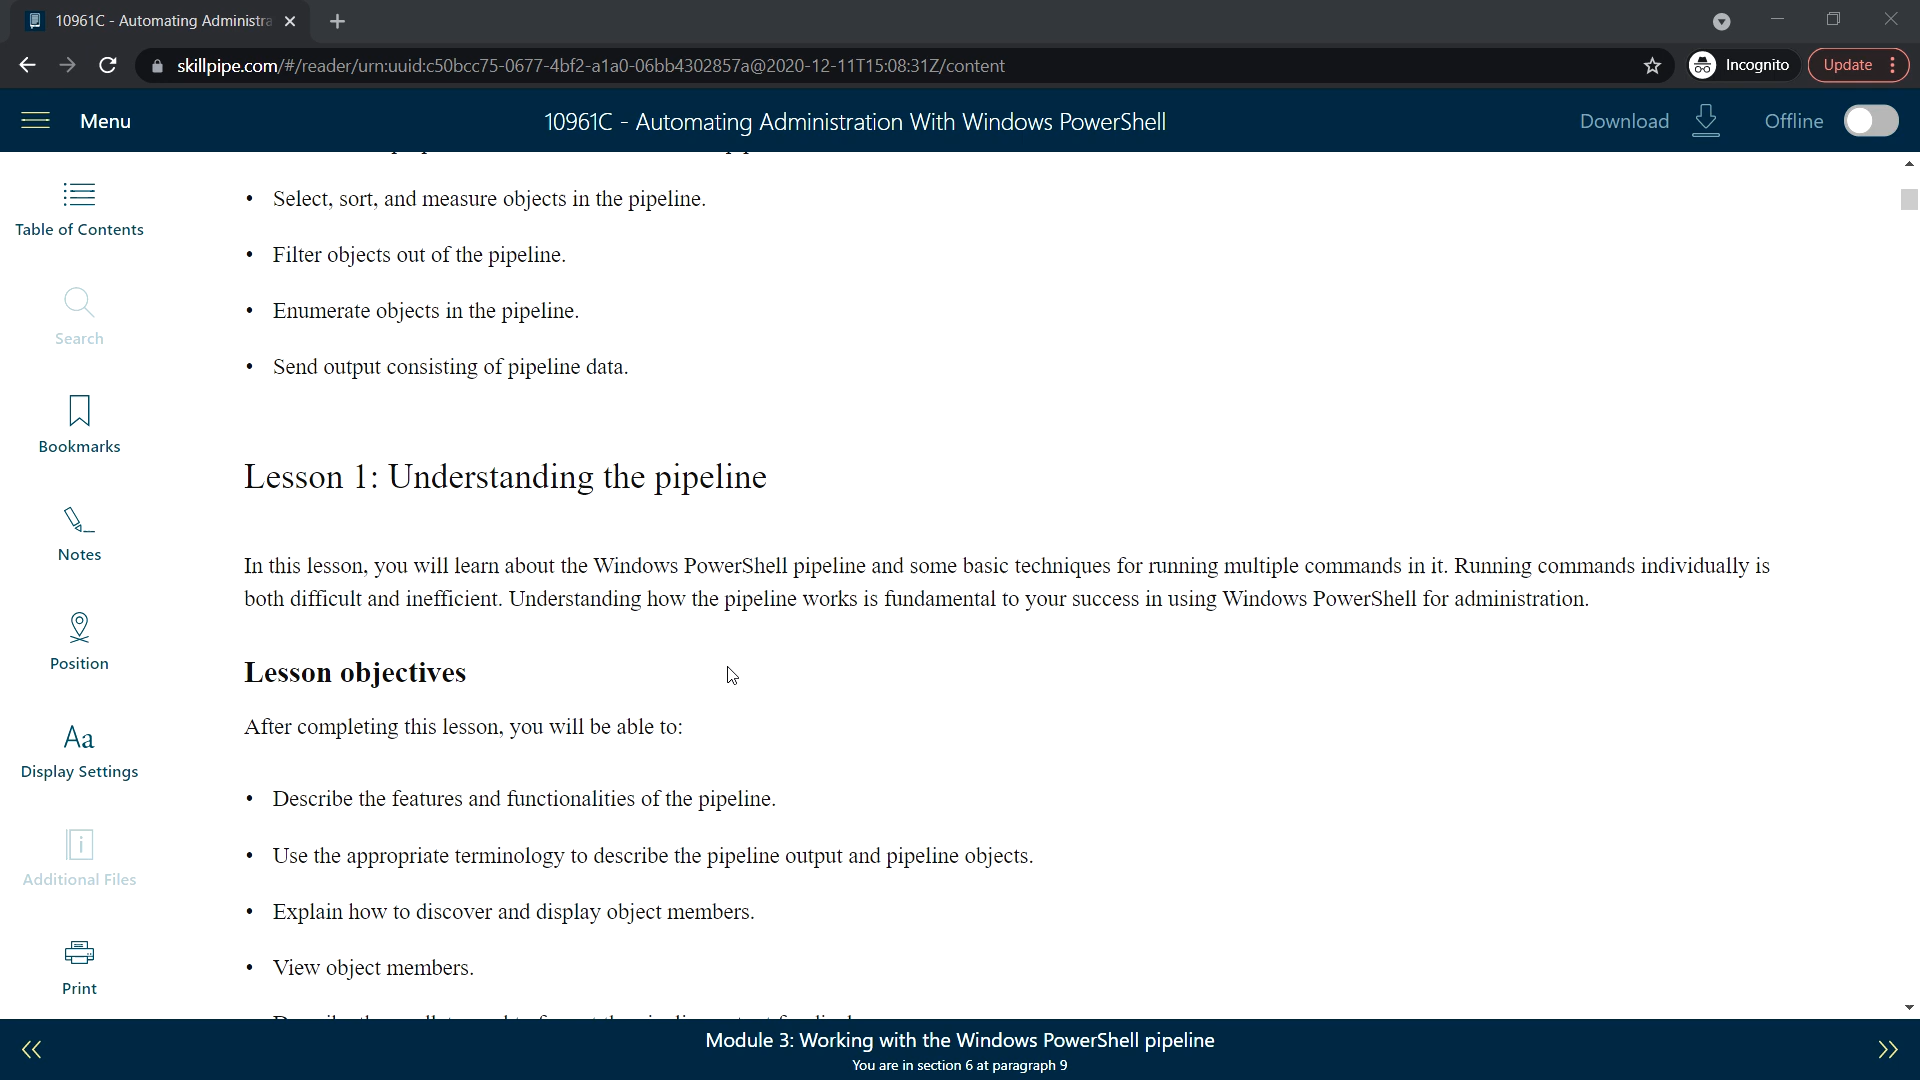 10961C - Automating Administra
skillpipe.com/#/reader/urn:uuid:c50bcc75-0677-4bf2-a1a0-06bb4302857a@2020-12-11T15:08:31Z/content
Incognito
Update
Menu
10961C - Automating Administration With Windows PowerShell
Download
Offline
Table of Contents
Search
Bookmarks
Notes
Position
Aa
Display Settings
Additional Files
Print
• Select, sort, and measure objects in the pipeline.
• Filter objects out of the pipeline.
• Enumerate objects in the pipeline.
• Send output consisting of pipeline data.
Lesson 1: Understanding the pipeline
In this lesson, you will learn about the Windows PowerShell pipeline and some basic techniques for running multiple commands in it. Running commands individually is
both difficult and inefficient. Understanding how the pipeline works is fundamental to your success in using Windows PowerShell for administration.
Lesson objectives
After completing this lesson, you will be able to:
• Describe the features and functionalities of the pipeline.
• Use the appropriate terminology to describe the pipeline output and pipeline objects.
• Explain how to discover and display object members.
• View object members.
Module 3: Working with the Windows PowerShell pipeline
You are in section 6 at paragraph 9